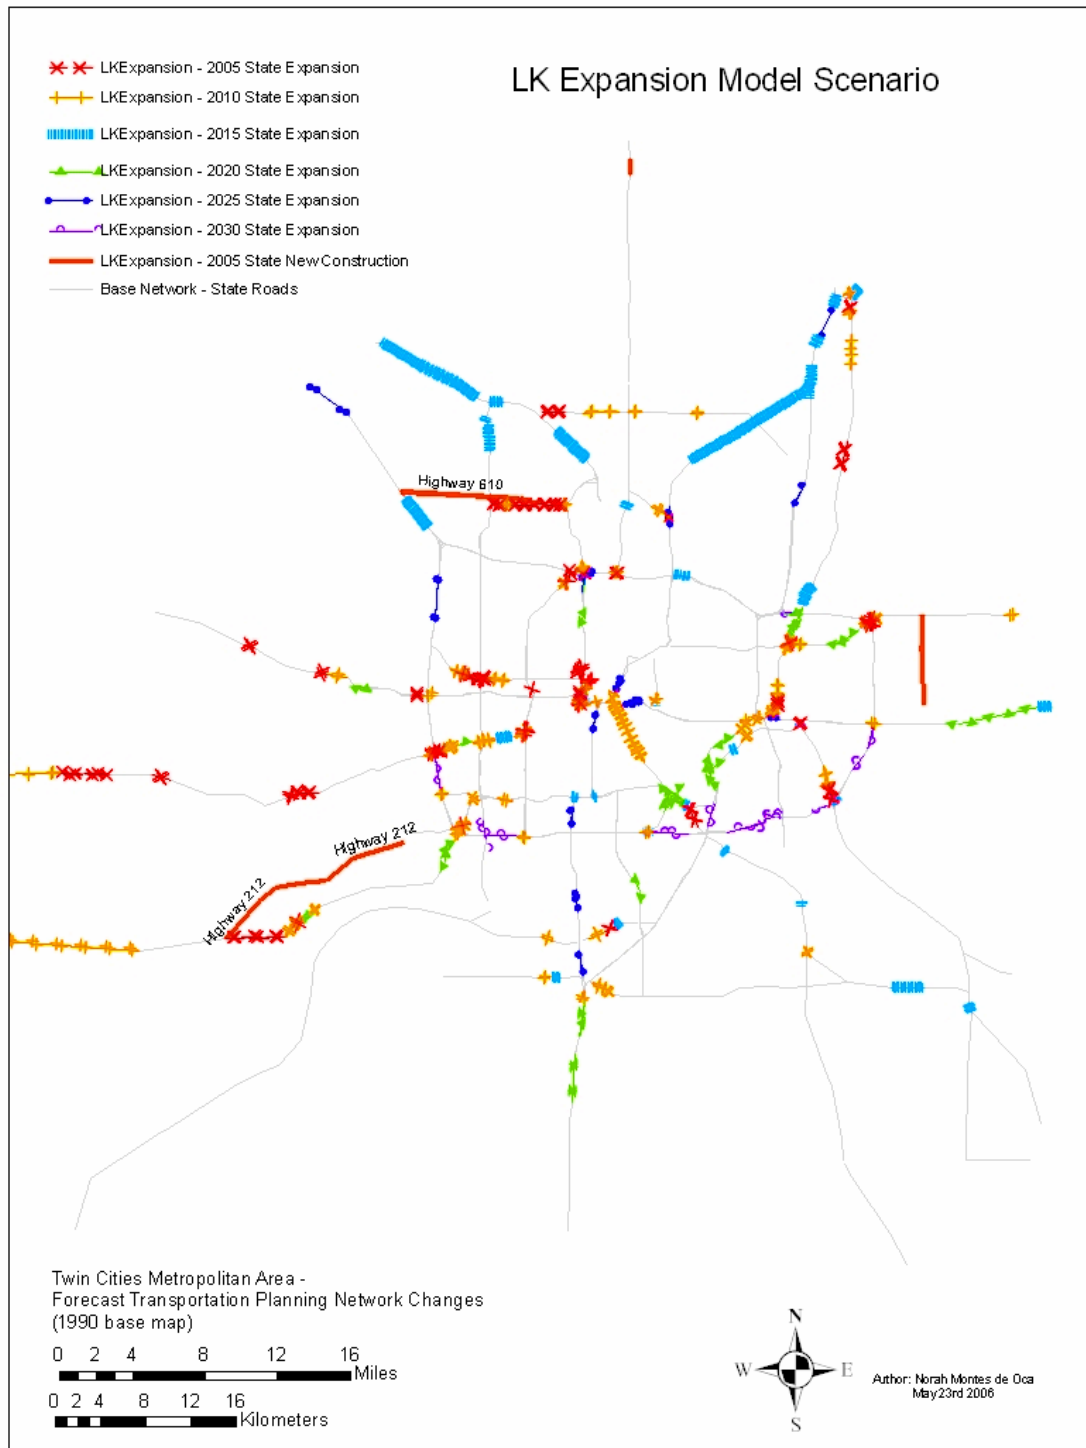 LK Expansion Model Scenario
LKExpansion - 2005 State Expansion
LKExpansion - 2010 State Expansion
LKExpansion - 2015 State Expansion
LKExpansion - 2020 State Expansion
LKExpansion - 2025 State Expansion
LKExpansion - 2030 State Expansion
LKExpansion - 2005 State New Construction
Base Network - State Roads
Highway 610
Highway 212
Highway 212
Twin Cities Metropolitan Area -
Forecast Transportation Planning Network Changes
(1990 base map)
0 2 4 8 12 16
Miles
0 2 4 8 12 16
Kilometers
N
W E
S
Author: Norah Montes de Oca
May 23rd 2006